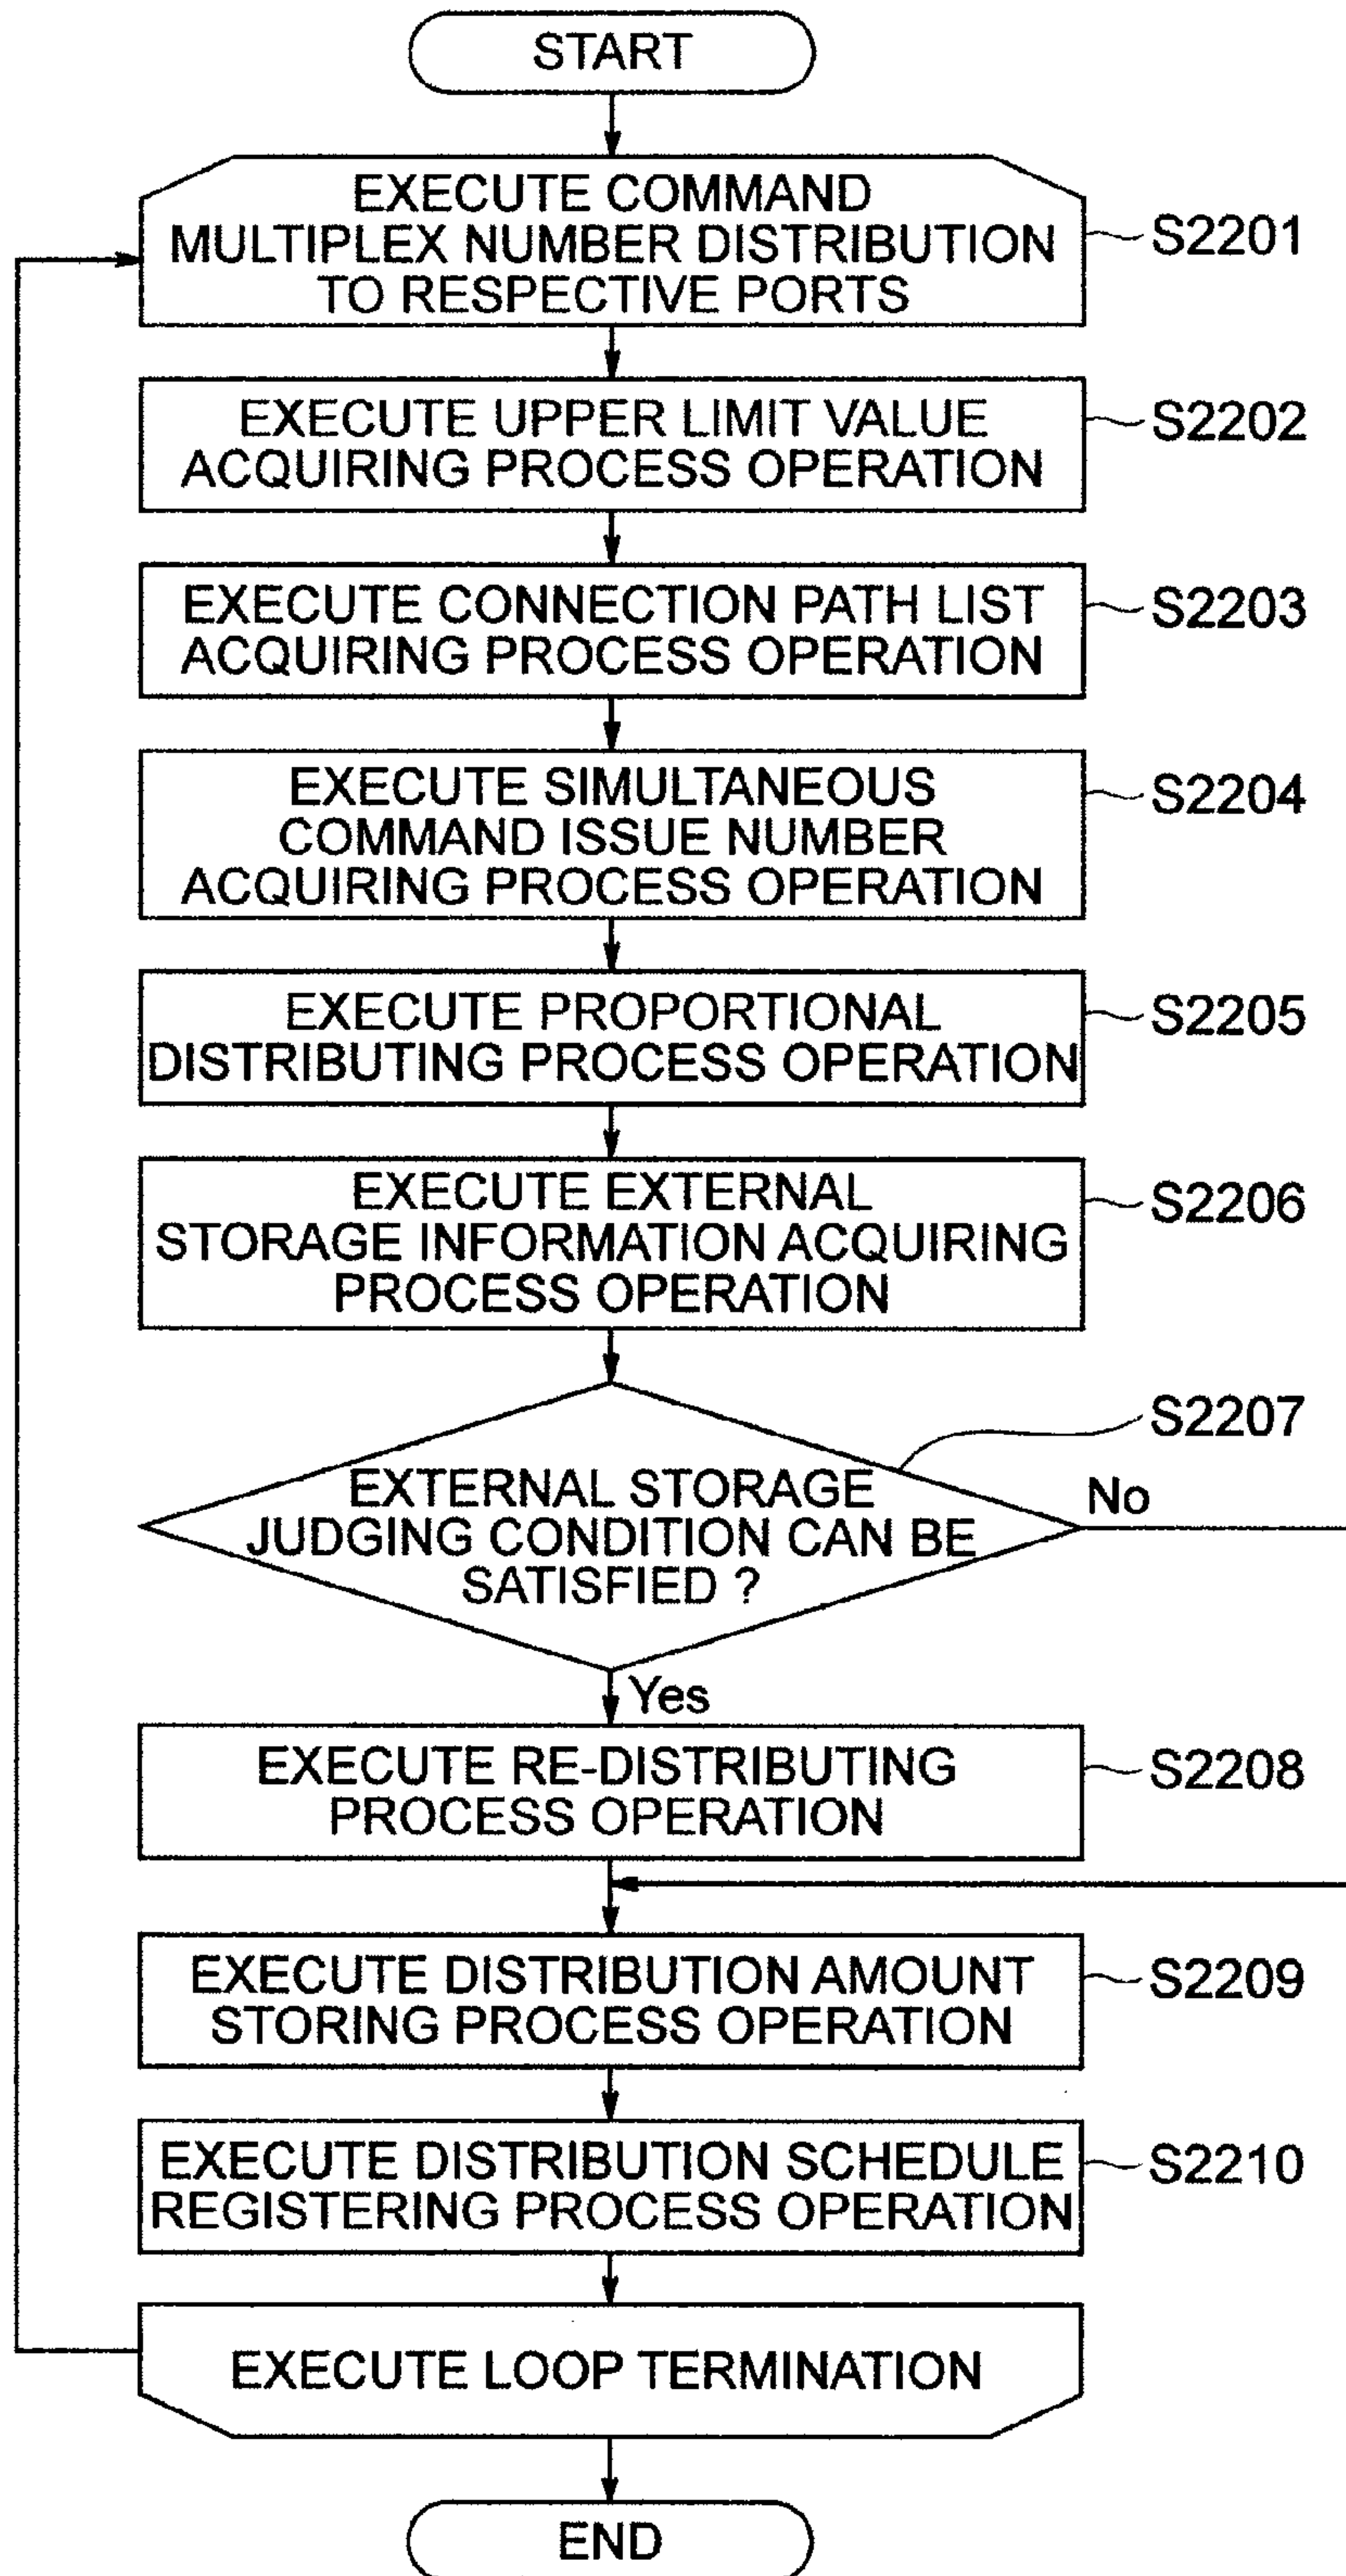 START
EXECUTE COMMAND
MULTIPLEX NUMBER DISTRIBUTION
TO RESPECTIVE PORTS
S2201
EXECUTE UPPER LIMIT VALUE
ACQUIRING PROCESS OPERATION
S2202
EXECUTE CONNECTION PATH LIST
ACQUIRING PROCESS OPERATION
S2203
EXECUTE SIMULTANEOUS
COMMAND ISSUE NUMBER
ACQUIRING PROCESS OPERATION
S2204
EXECUTE PROPORTIONAL
DISTRIBUTING PROCESS OPERATION
S2205
EXECUTE EXTERNAL
STORAGE INFORMATION ACQUIRING
PROCESS OPERATION
S2206
S2207
EXTERNAL STORAGE
JUDGING CONDITION CAN BE
SATISFIED ?
No
Yes
EXECUTE RE-DISTRIBUTING
PROCESS OPERATION
S2208
EXECUTE DISTRIBUTION AMOUNT
STORING PROCESS OPERATION
S2209
EXECUTE DISTRIBUTION SCHEDULE
REGISTERING PROCESS OPERATION
S2210
EXECUTE LOOP TERMINATION
END